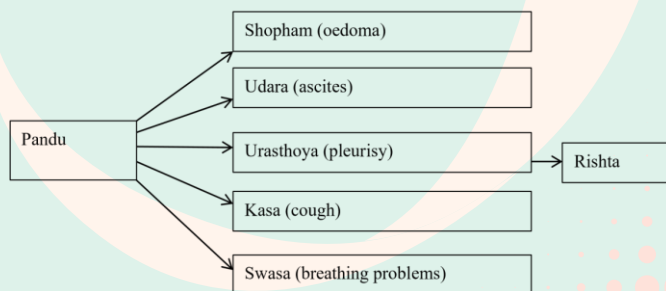 Shopham (oedoma)
Udara (ascites)
Pandu
Urasthoya (pleurisy)
Rishta
Kasa (cough)
Swasa (breathing problems)